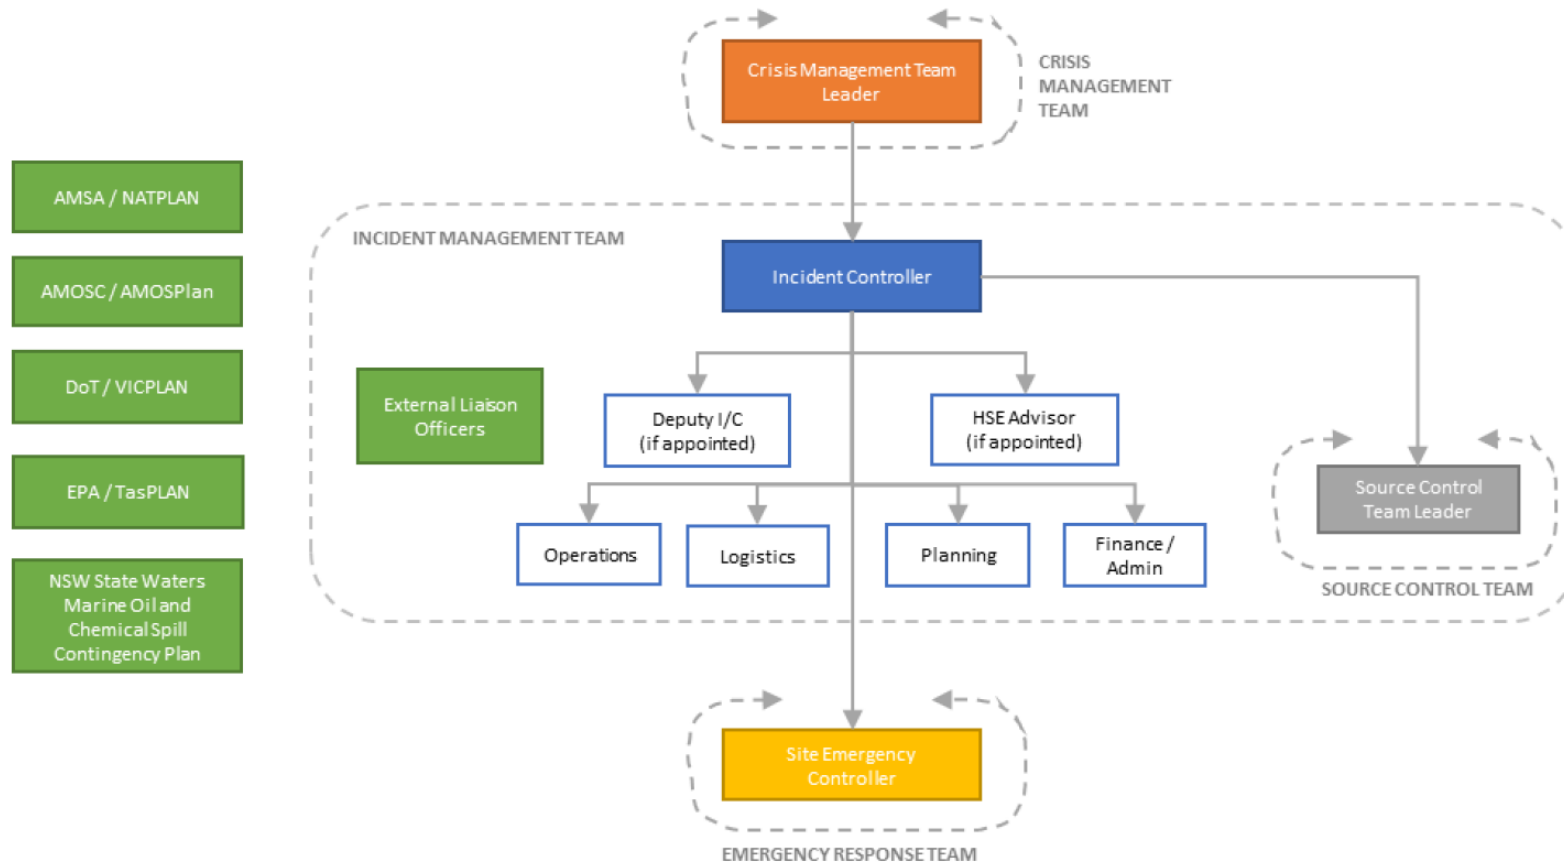 Crisis Management Team
Leader
CRISIS
MANAGEMENT
TEAM
AMSA / NATPLAN
AMOSC / AMOSPlan
DoT / VICPLAN
EPA / TasPLAN
NSW State Waters
Marine Oil and
Chemical Spill
Contingency Plan
INCIDENT MANAGEMENT TEAM
Incident Controller
External Liaison
Officers
Deputy I/C
(if appointed)
HSE Advisor
(if appointed)
Operations
Logistics
Planning
Finance /
Admin
Source Control
Team Leader
SOURCE CONTROL TEAM
Site Emergency
Controller
EMERGENCY RESPONSE TEAM